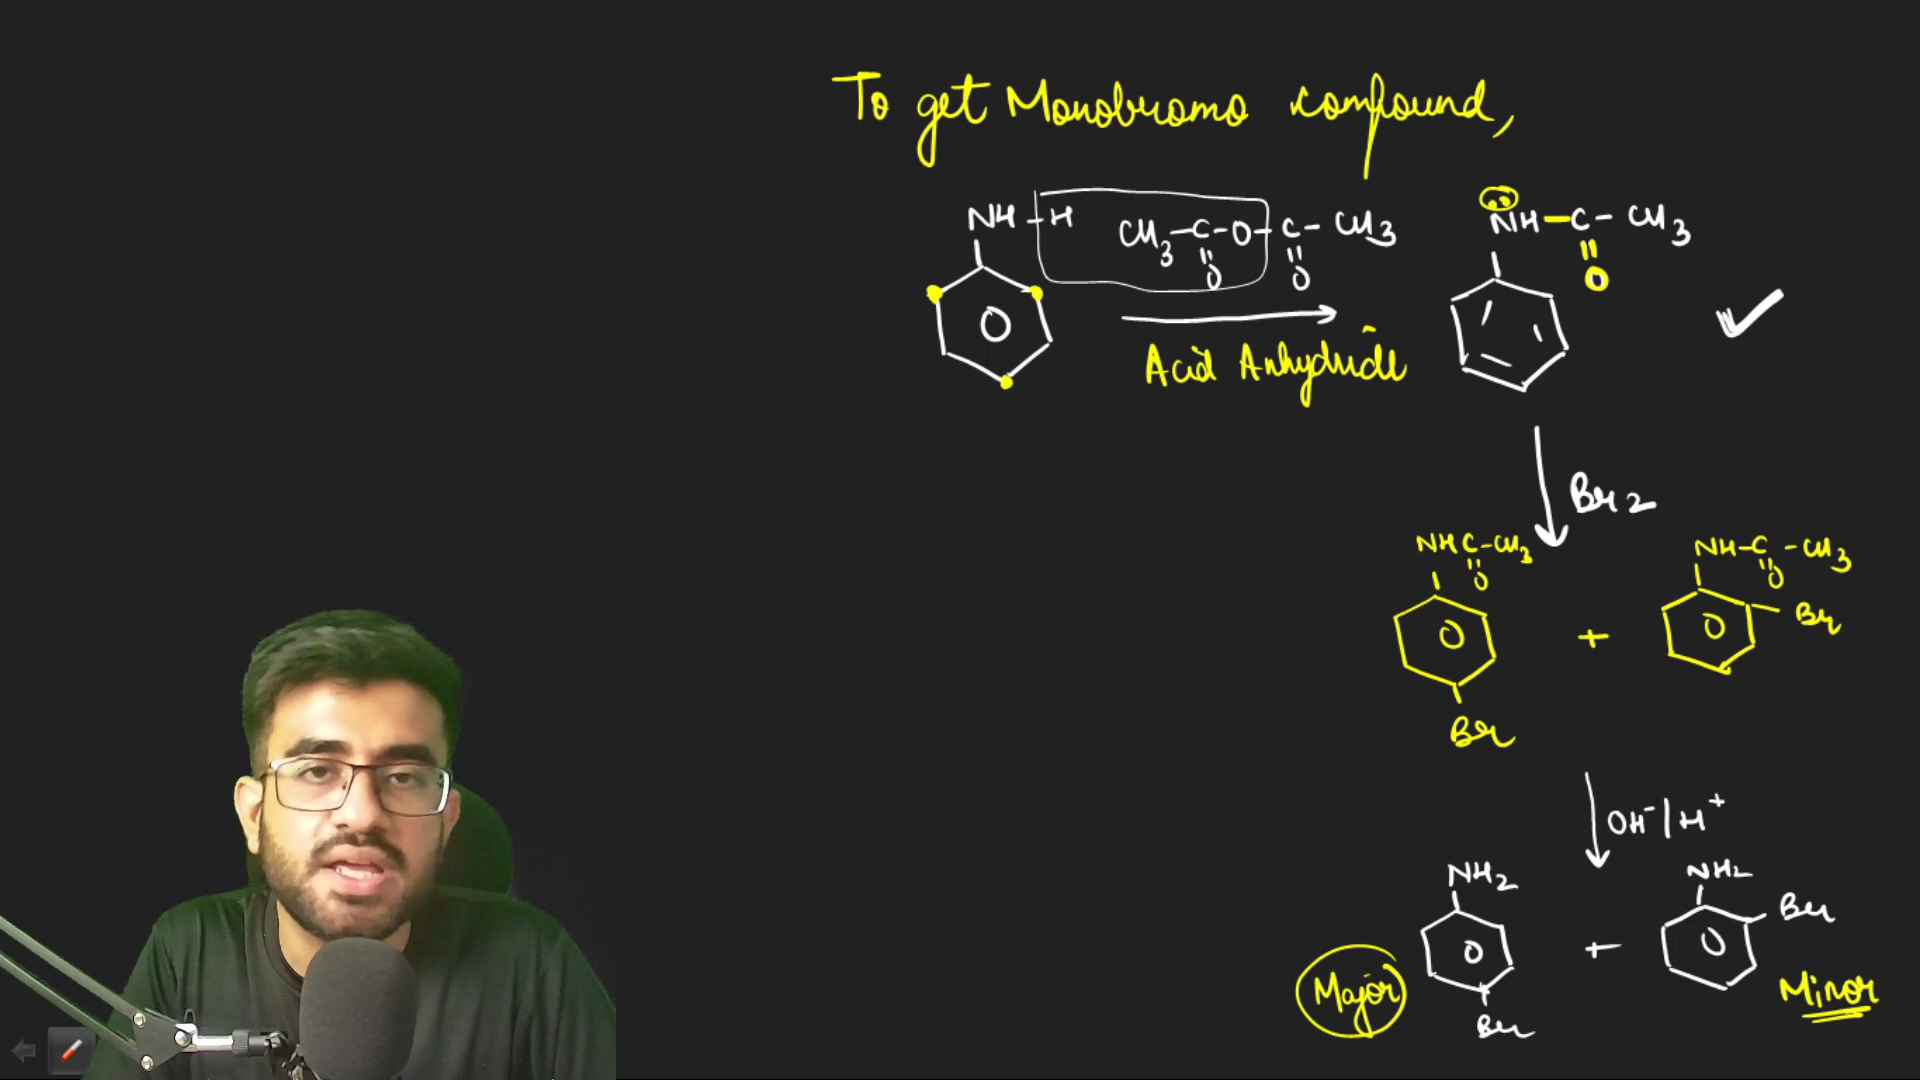 To get Monobromo compound,
NH-H CH3-C-O-C-CH3
O O
Acid Anhydride
NH-C-CH3
O
Br2
NHC-CH3
O
Br
+
NH-C-CH3
O
Br
OH-/H+
NH2
Br
Major
+
NH2
Br
Minor